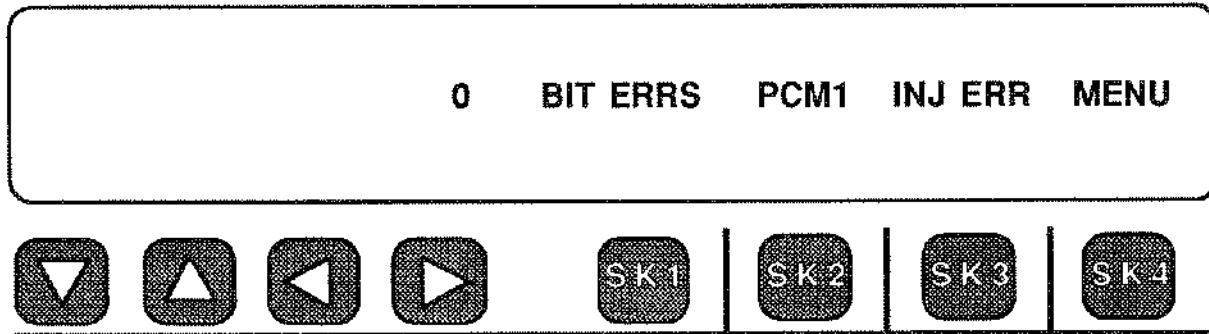 0 BIT ERRS PCM1 INJ ERR MENU
SK1 SK2 SK3 SK4